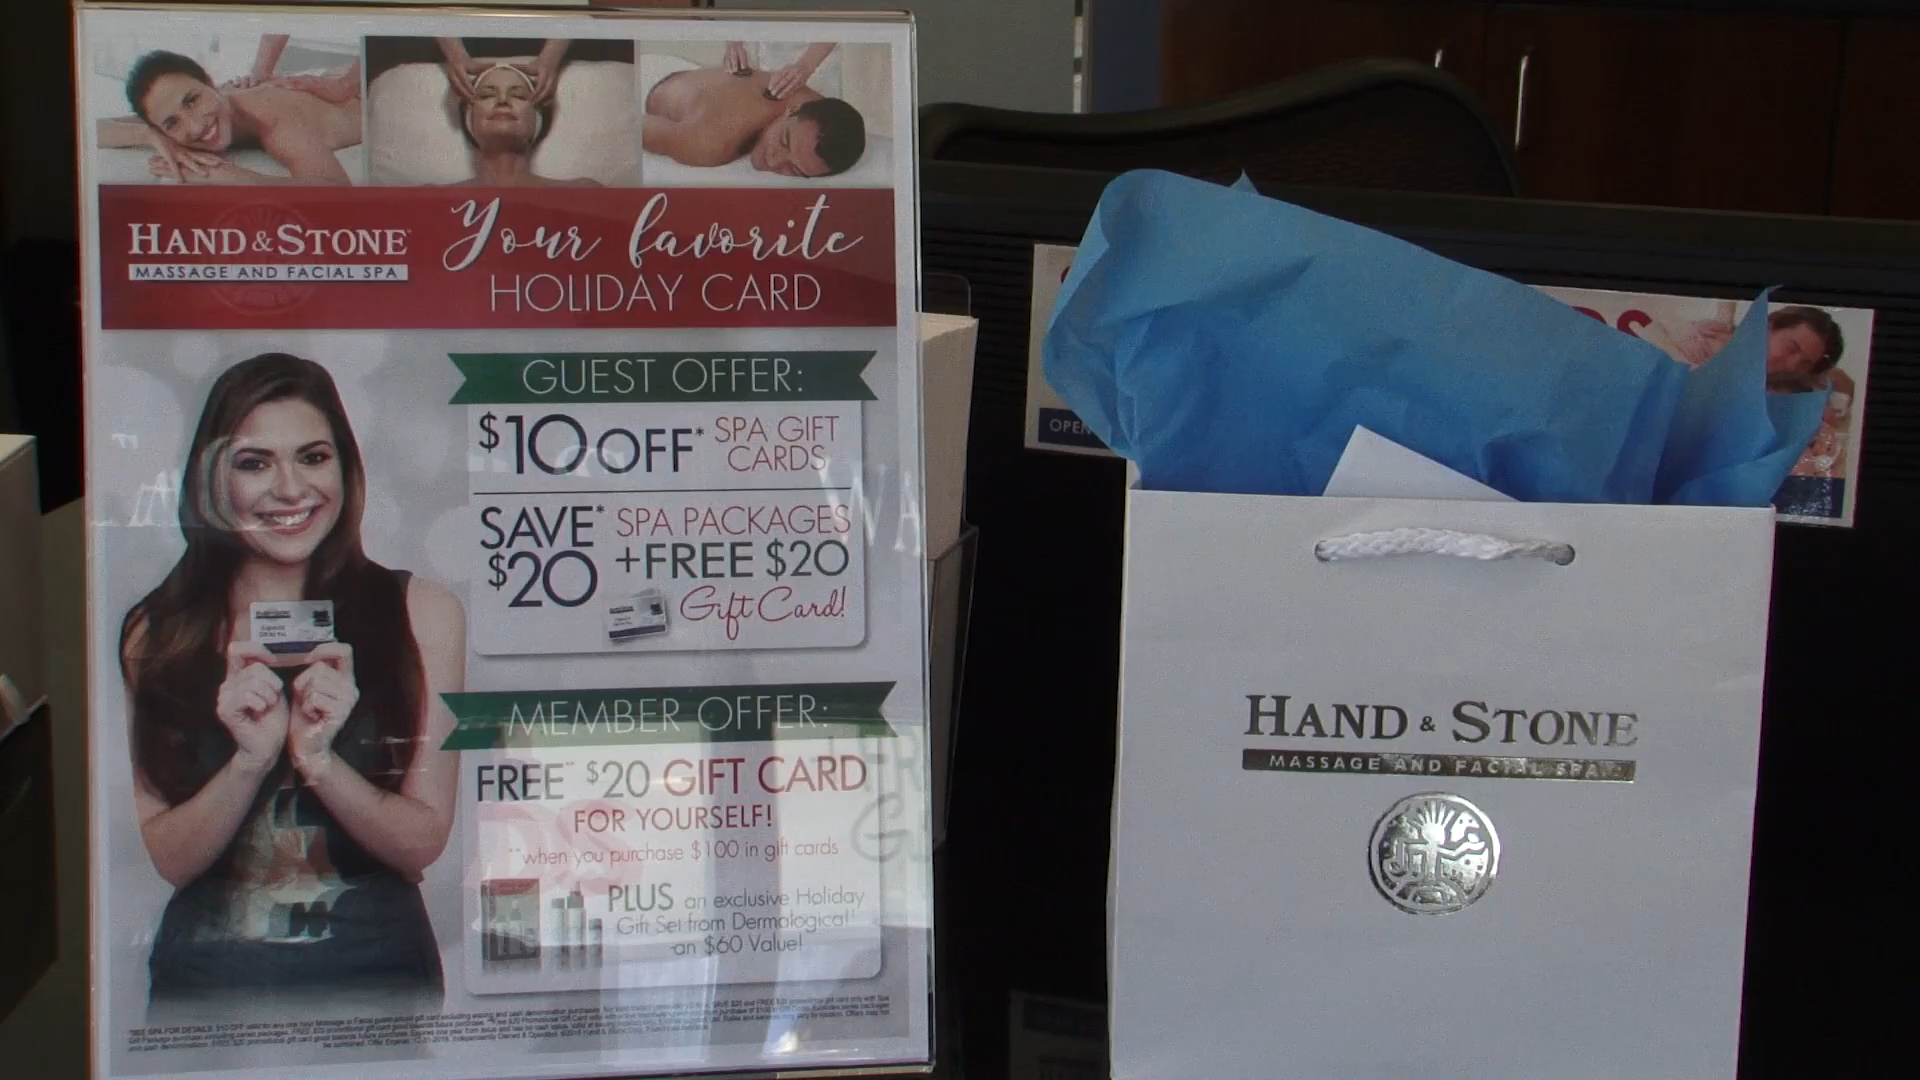 HAND & STONE
MASSAGE AND FACIAL SPA
Your favorite
HOLIDAY CARD
GUEST OFFER:
$10 OFF* SPA GIFT
CARDS
SAVE* SPA PACKAGES
$20 +FREE $20
Gift Card!
MEMBER OFFER:
FREE** $20 GIFT CARD
FOR YOURSELF!
**when you purchase $100 in gift cards
PLUS an exclusive Holiday
Gift Set from Dermalogica!
an $60 Value!
OPEN
HAND & STONE
MASSAGE AND FACIAL SPA